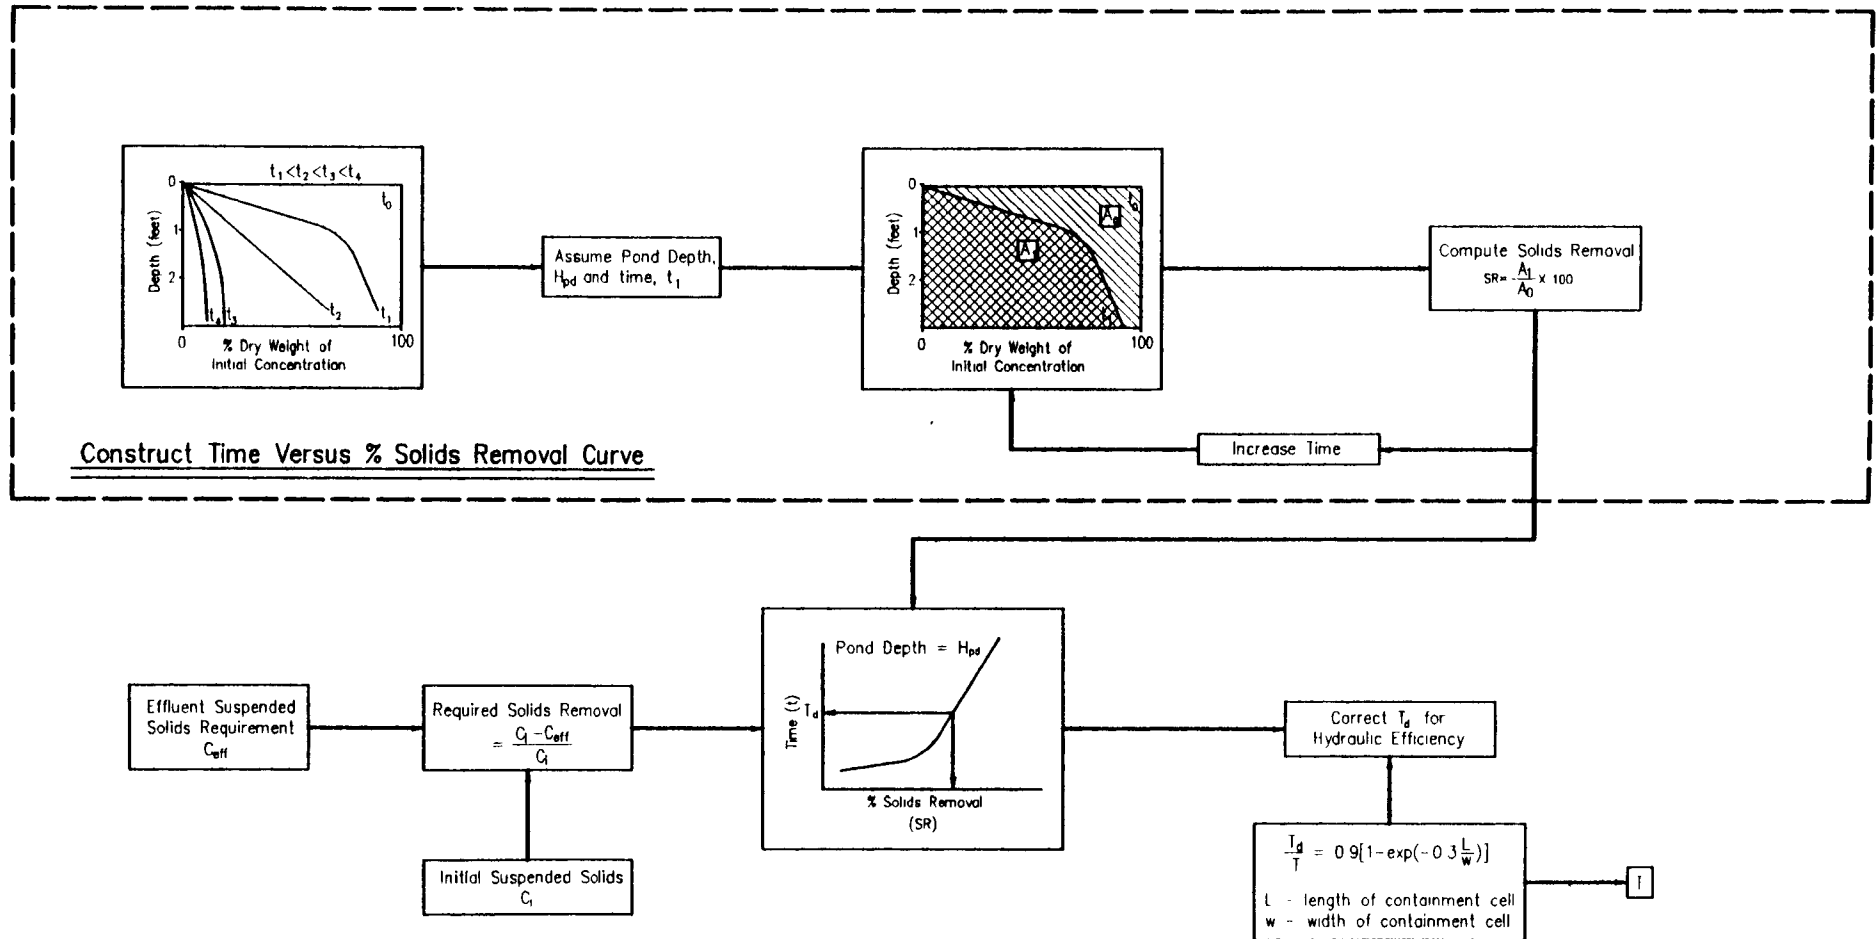 t₁<t₂<t₃<t₄
0
t₀
1
Depth (feet)
2
t₄
t₃
t₂
t₁
0
% Dry Weight of
Initial Concentration
100
Assume Pond Depth,
Hpd and time, t₁
0
t₀
A₀
1
A₁
Depth (feet)
2
t₁
0
% Dry Weight of
Initial Concentration
100
Compute Solids Removal
SR= A₁/A₀ x 100
Increase Time
Construct Time Versus % Solids Removal Curve
Pond Depth = Hpd
Time (t)
Td
% Solids Removal
(SR)
Effluent Suspended
Solids Requirement
Ceff
Required Solids Removal
= Ci - Ceff / Ci
Initial Suspended Solids
Ci
Correct Td for
Hydraulic Efficiency
Td/T = 0.9[1-exp(-0.3 L/w)]
L - length of containment cell
w - width of containment cell
T